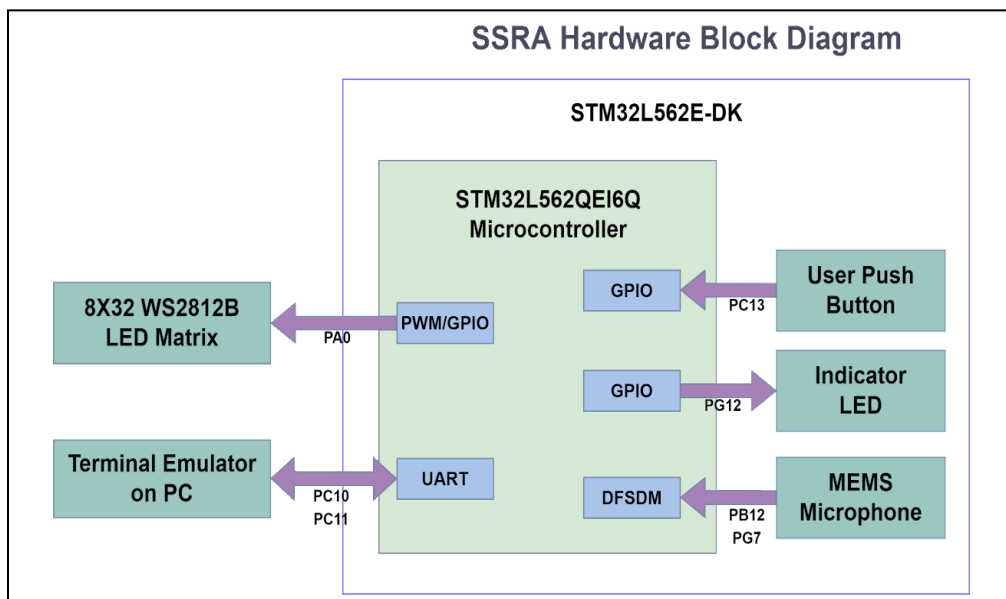 SSRA Hardware Block Diagram
STM32L562E-DK
STM32L562QEI6Q
Microcontroller
8X32 WS2812B
LED Matrix
PA0
PWM/GPIO
GPIO
PC13
User Push
Button
GPIO
PG12
Indicator
LED
Terminal Emulator
on PC
PC10
PC11
UART
DFSDM
PB12
PG7
MEMS
Microphone